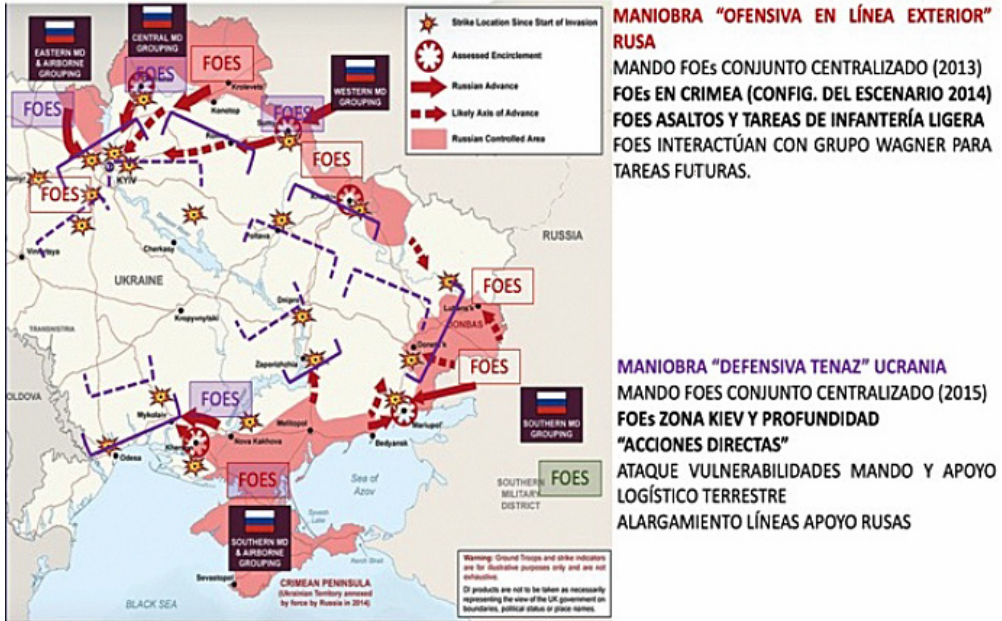 EASTERN MD
& AIRBORNE
GROUPING
CENTRAL MD
GROUPING
WESTERN MD
GROUPING
SOUTHERN MD
GROUPING
SOUTHERN MD
& AIRBORNE
GROUPING
Strike Location Since Start of Invasion
Assessed Encirclement
Russian Advance
Likely Axis of Advance
Russian Controlled Area
FOES
FOES
FOES
FOES
FOES
FOES
FOES
FOES
FOES
FOES
FOES
Krolevets
Konotop
KYIV
Vinnytsya
Cherkasy
Poltava
UKRAINE
RUSSIA
Kropyvnytskyi
Dnipro
Luhans'k
DONBAS
Donets'k
TRANSNISTRIA
Zaporizhzhia
OLDOVA
Mykolaiv
Melitopol
Mariupol'
Nova Kakhova
Berdyansk
Odesa
Sea of
Azov
SOUTHERN
MILITARY
DISTRICT
Sevastopol
Kerch Strait
CRIMEAN PENINSULA
(Ukrainian Territory annexed
by force by Russia in 2014)
BLACK SEA
Warning: Ground Troops and strike indicators
are for illustrative purposes only and are not
exhaustive.
DI products are not to be taken as necessarily
representing the view of the UK government on
boundaries, political status or place names.
MANIOBRA "OFENSIVA EN LÍNEA EXTERIOR"
RUSA
MANDO FOEs CONJUNTO CENTRALIZADO (2013)
FOEs EN CRIMEA (CONFIG. DEL ESCENARIO 2014)
FOES ASALTOS Y TAREAS DE INFANTERÍA LIGERA
FOES INTERACTÚAN CON GRUPO WAGNER PARA
TAREAS FUTURAS.
MANIOBRA "DEFENSIVA TENAZ" UCRANIA
MANDO FOES CONJUNTO CENTRALIZADO (2015)
FOEs ZONA KIEV Y PROFUNDIDAD
"ACCIONES DIRECTAS"
ATAQUE VULNERABILIDADES MANDO Y APOYO
LOGÍSTICO TERRESTRE
ALARGAMIENTO LÍNEAS APOYO RUSAS